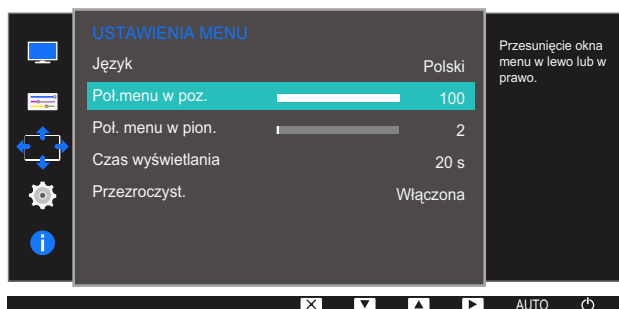 USTAWIENIA MENU
Język Polski
Poł.menu w poz. 100
Poł. menu w pion. 2
Czas wyświetlania 20 s
Przezroczyst. Włączona
Przesunięcie okna
menu w lewo lub w
prawo.
AUTO